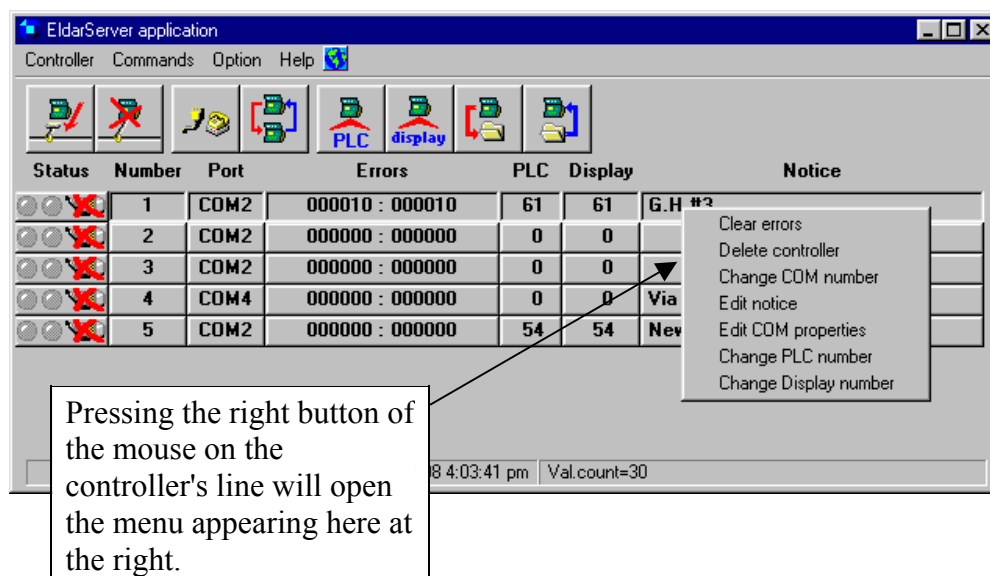 EldarServer application
Controller Commands Option Help
PLC display
Status Number Port Errors PLC Display Notice
1 COM2 000010 : 000010 61 61 G.H #3
2 COM2 000000 : 000000 0 0
3 COM2 000000 : 000000 0 0
4 COM4 000000 : 000000 0 0 Via
5 COM2 000000 : 000000 54 54 New
Clear errors
Delete controller
Change COM number
Edit notice
Edit COM properties
Change PLC number
Change Display number
Pressing the right button of
the mouse on the
controller's line will open
the menu appearing here at
the right.
98 4:03:41 pm Val.count=30